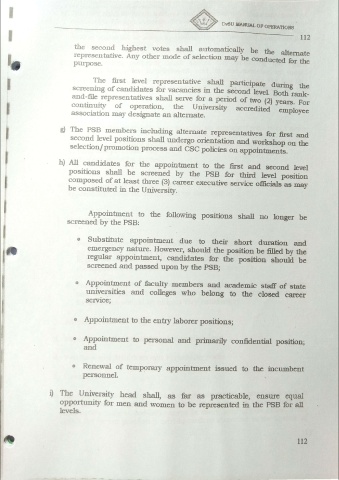 DeSU MANUAL OF OPERATIONS
112
the second highest votes shall automatically be the alternate
representative. Any other mode of selection may be conducted for the
purpose.
The first level representative shall participate during the
screening of candidates for vacancies in the second level. Both rank-
and-file representatives shall serve for a period of two (2) years. For
continuity of operation, the University accredited employee
association may designate an alternate.
g) The PSB members including alternate representatives for first and
second level positions shall undergo orientation and workshop on the
selection/promotion process and CSC policies on appointments.
h) All candidates for the appointment to the first and second level
positions shall be screened by the PSB for third level position
composed of at least three (3) career executive service officials as may
be constituted in the University.
Appointment to the following positions shall no longer be
screened by the PSB:
• Substitute appointment due to their short duration and
emergency nature. However, should the position be filled by the
regular appointment, candidates for the position should be
screened and passed upon by the PSB;
• Appointment of faculty members and academic staff of state
universities and colleges who belong to the closed career
service;
• Appointment to the entry laborer positions;
• Appointment to personal and primarily confidential position;
and
• Renewal of temporary appointment issued to the incumbent
personnel.
i) The University head shall, as far as practicable, ensure equal
opportunity for men and women to be represented in the PSB for all
levels.
112